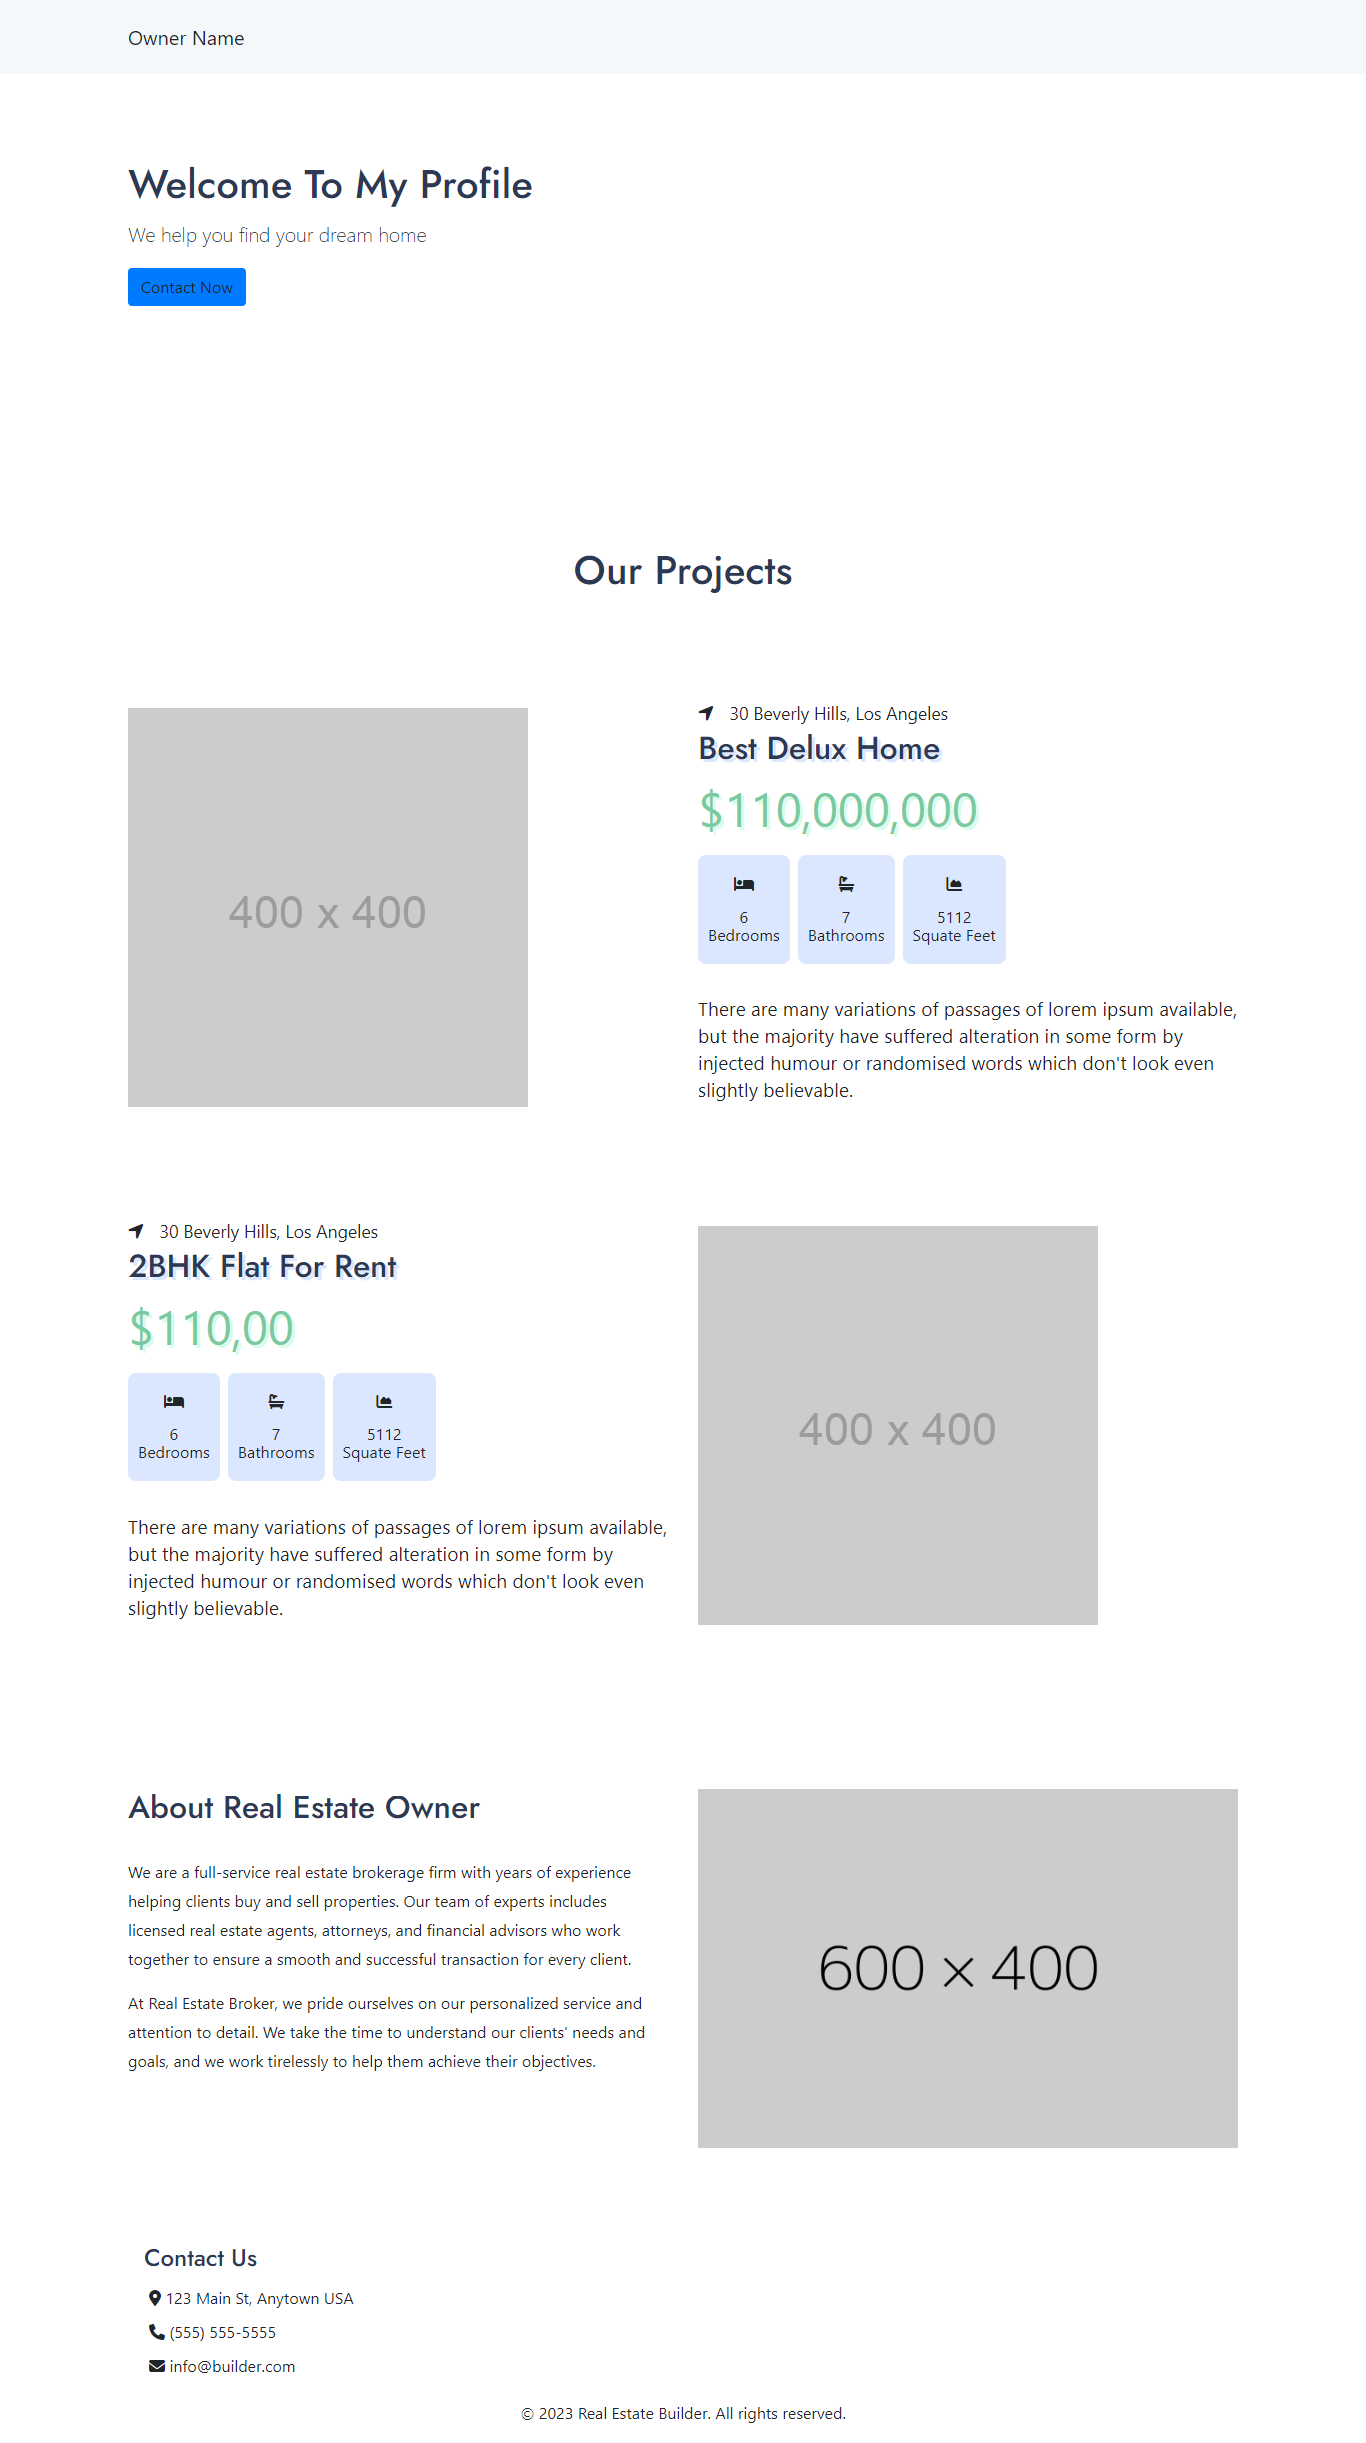 Owner Name
Welcome To My Profile
We help you find your dream home
Contact Now
Our Projects
400 x 400
30 Beverly Hills, Los Angeles
Best Delux Home
$110,000,000
6
Bedrooms
7
Bathrooms
5112
Squate Feet
There are many variations of passages of lorem ipsum available,
but the majority have suffered alteration in some form by
injected humour or randomised words which don't look even
slightly believable.
30 Beverly Hills, Los Angeles
2BHK Flat For Rent
$110,00
6
Bedrooms
7
Bathrooms
5112
Squate Feet
There are many variations of passages of lorem ipsum available,
but the majority have suffered alteration in some form by
injected humour or randomised words which don't look even
slightly believable.
400 x 400
About Real Estate Owner
We are a full-service real estate brokerage firm with years of experience
helping clients buy and sell properties. Our team of experts includes
licensed real estate agents, attorneys, and financial advisors who work
together to ensure a smooth and successful transaction for every client.
At Real Estate Broker, we pride ourselves on our personalized service and
attention to detail. We take the time to understand our clients' needs and
goals, and we work tirelessly to help them achieve their objectives.
600 × 400
Contact Us
123 Main St, Anytown USA
(555) 555-5555
info@builder.com
© 2023 Real Estate Builder. All rights reserved.